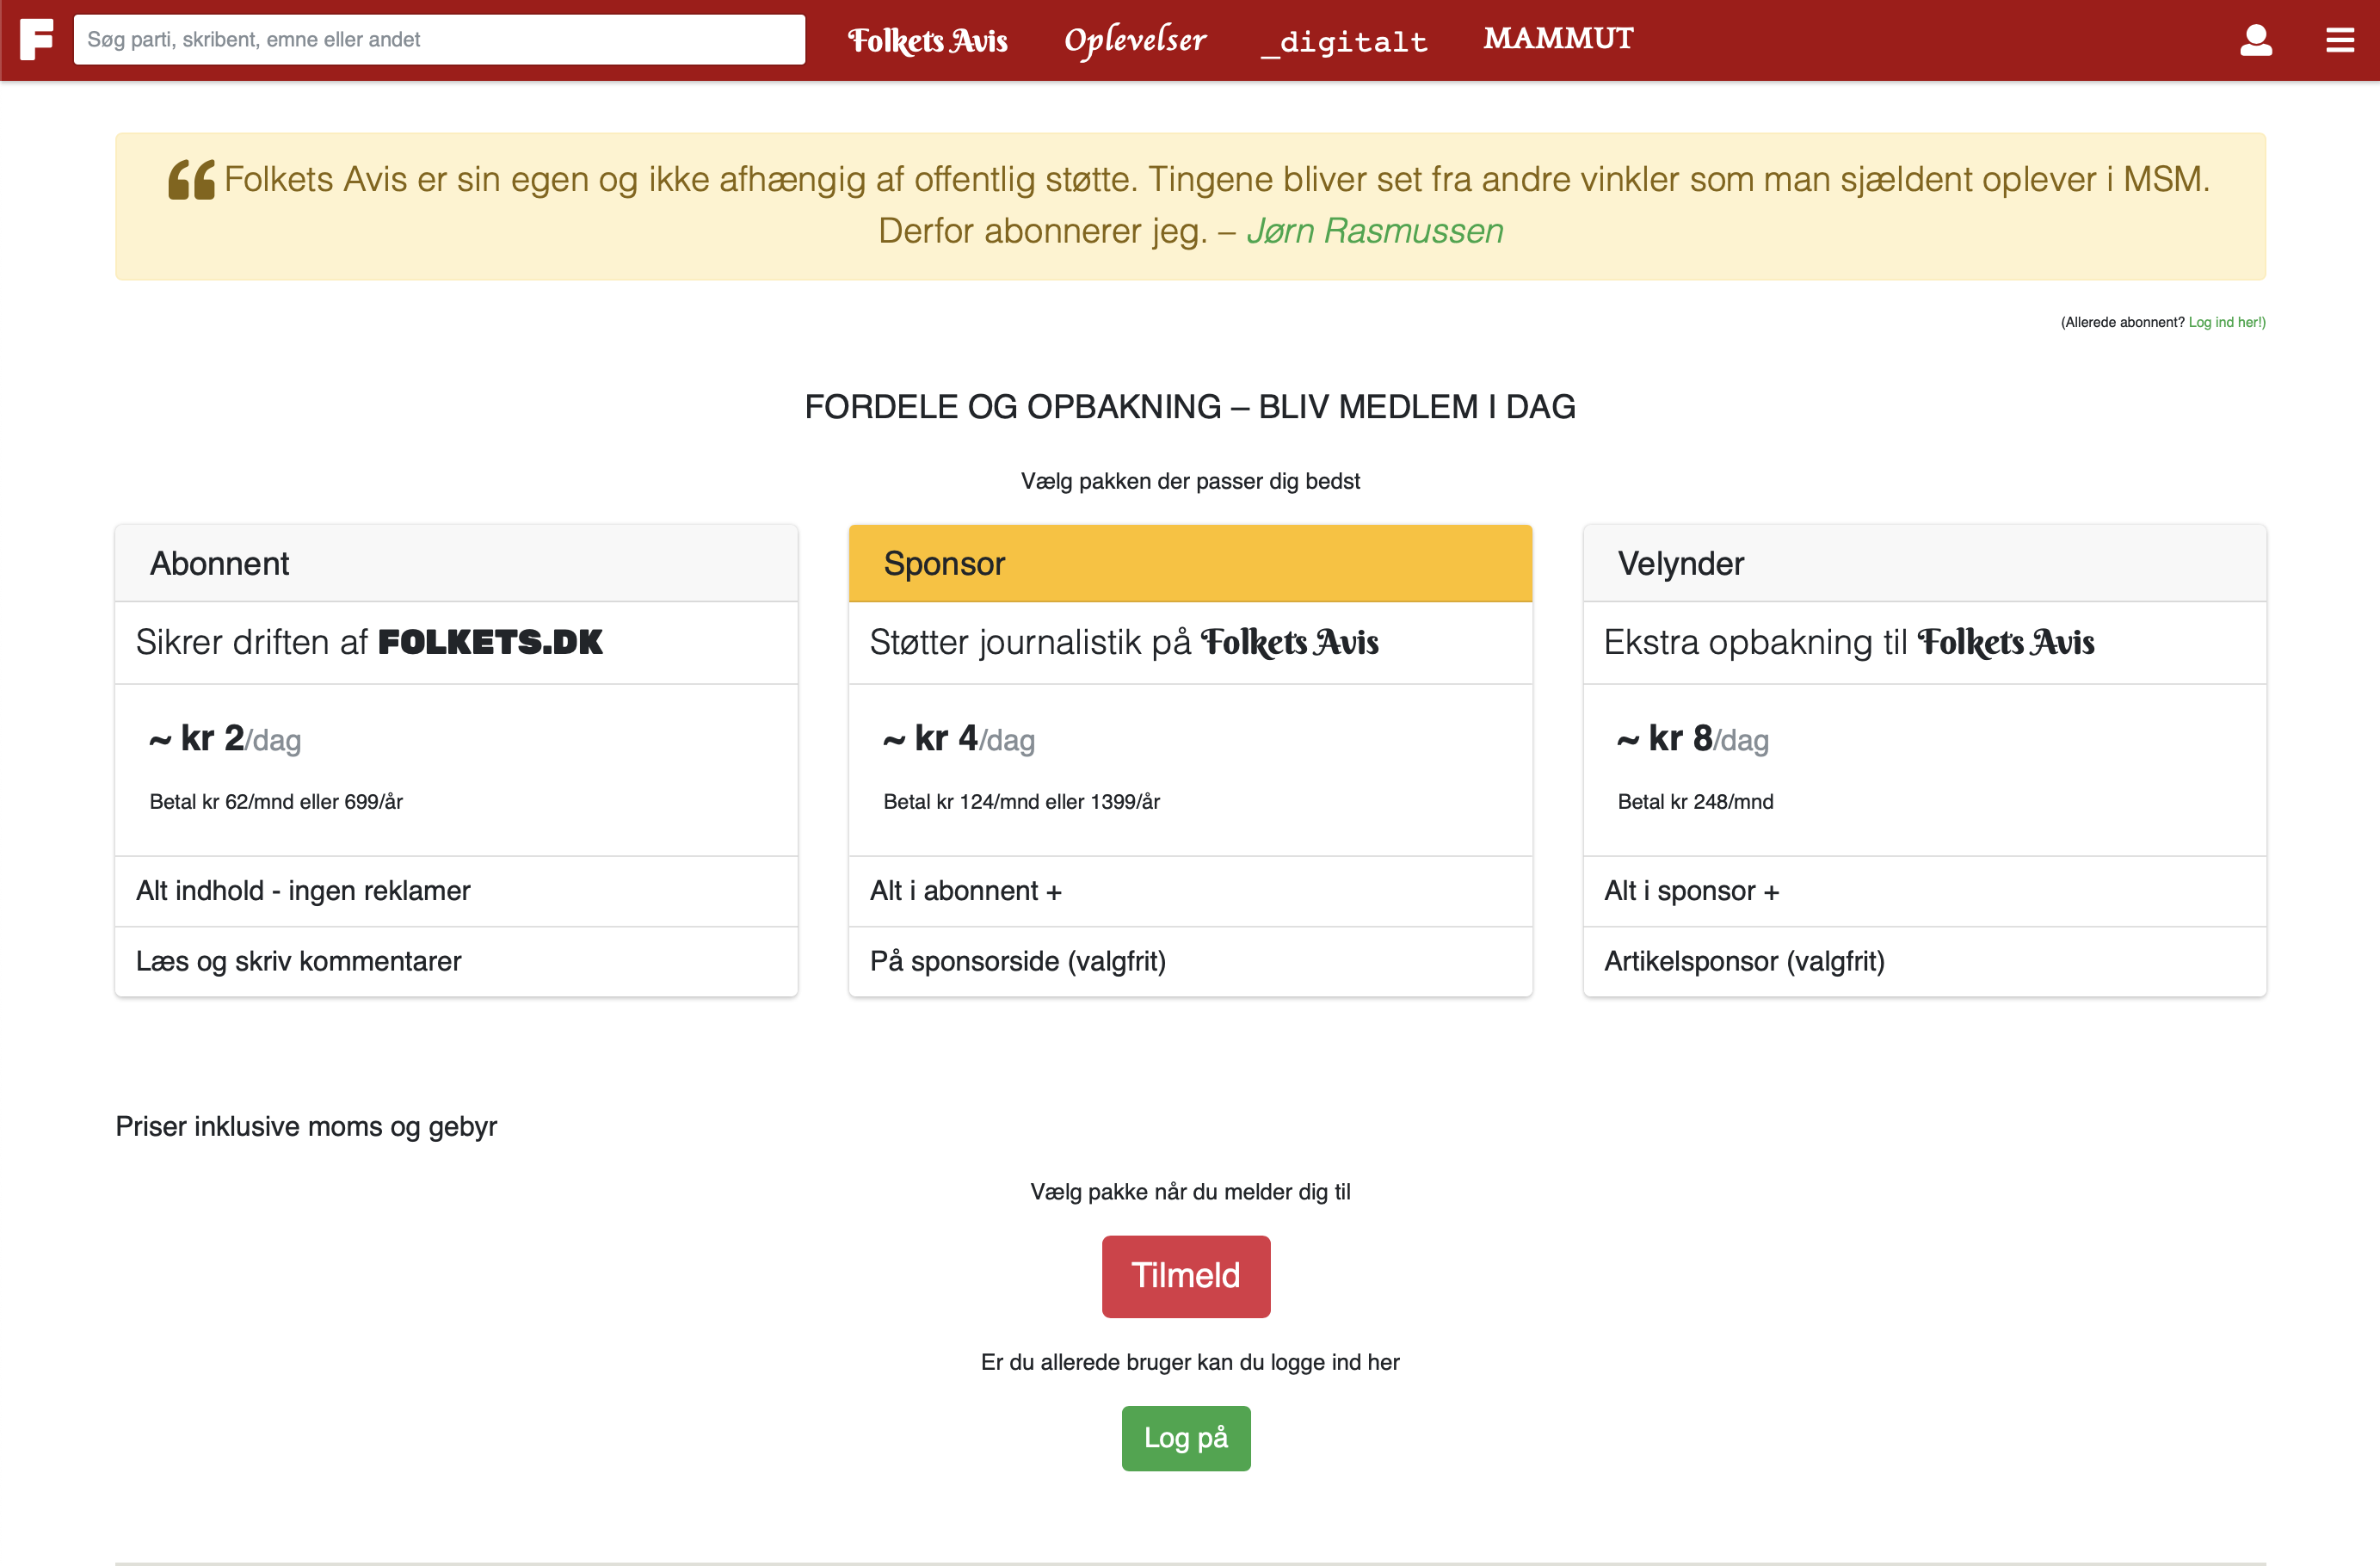 F
Søg parti, skribent, emne eller andet
Folkets Avis
Oplevelser
_digitalt
MAMMUT
Folkets Avis er sin egen og ikke afhængig af offentlig støtte. Tingene bliver set fra andre vinkler som man sjældent oplever i MSM.
Derfor abonnerer jeg. – Jørn Rasmussen
(Allerede abonnent? Log ind her!)
FORDELE OG OPBAKNING – BLIV MEDLEM I DAG
Vælg pakken der passer dig bedst
Abonnent
Sikrer driften af FOLKETS.DK
~ kr 2/dag
Betal kr 62/mnd eller 699/år
Alt indhold - ingen reklamer
Læs og skriv kommentarer
Sponsor
Støtter journalistik på Folkets Avis
~ kr 4/dag
Betal kr 124/mnd eller 1399/år
Alt i abonnent +
På sponsorside (valgfrit)
Velynder
Ekstra opbakning til Folkets Avis
~ kr 8/dag
Betal kr 248/mnd
Alt i sponsor +
Artikelsponsor (valgfrit)
Priser inklusive moms og gebyr
Vælg pakke når du melder dig til
Tilmeld
Er du allerede bruger kan du logge ind her
Log på